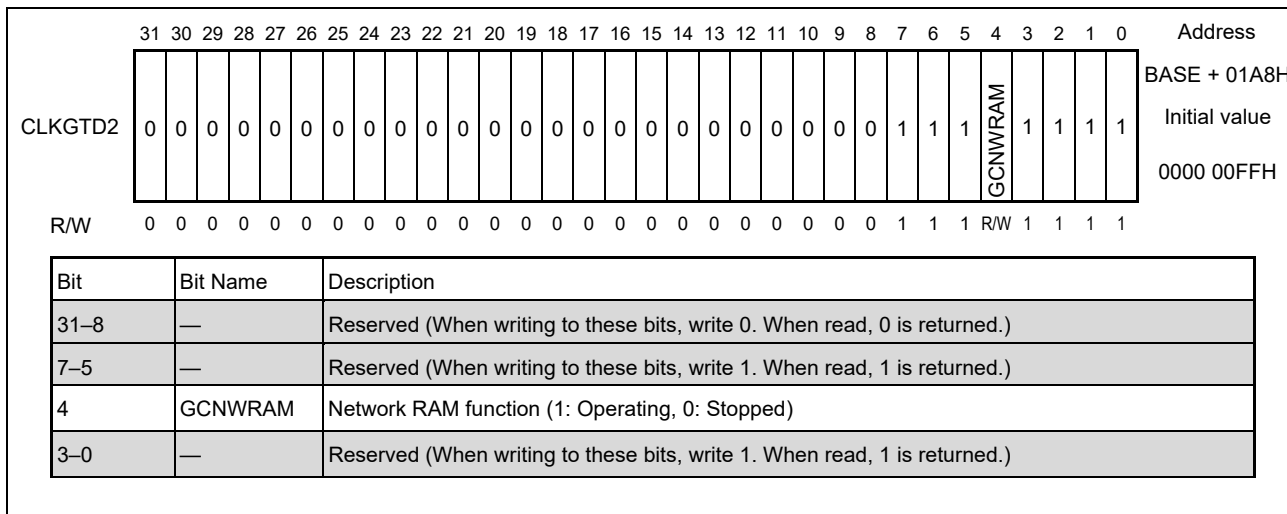 31 30 29 28 27 26 25 24 23 22 21 20 19 18 17 16 15 14 13 12 11 10 9 8 7 6 5 4 3 2 1 0 Address
BASE + 01A8H
CLKGTD2 0 0 0 0 0 0 0 0 0 0 0 0 0 0 0 0 0 0 0 0 0 0 0 0 1 1 1 GCNWRAM 1 1 1 1 Initial value
0000 00FFH
R/W 0 0 0 0 0 0 0 0 0 0 0 0 0 0 0 0 0 0 0 0 0 0 0 0 1 1 1 R/W 1 1 1 1
Bit Bit Name Description
31–8 — Reserved (When writing to these bits, write 0. When read, 0 is returned.)
7–5 — Reserved (When writing to these bits, write 1. When read, 1 is returned.)
4 GCNWRAM Network RAM function (1: Operating, 0: Stopped)
3–0 — Reserved (When writing to these bits, write 1. When read, 1 is returned.)